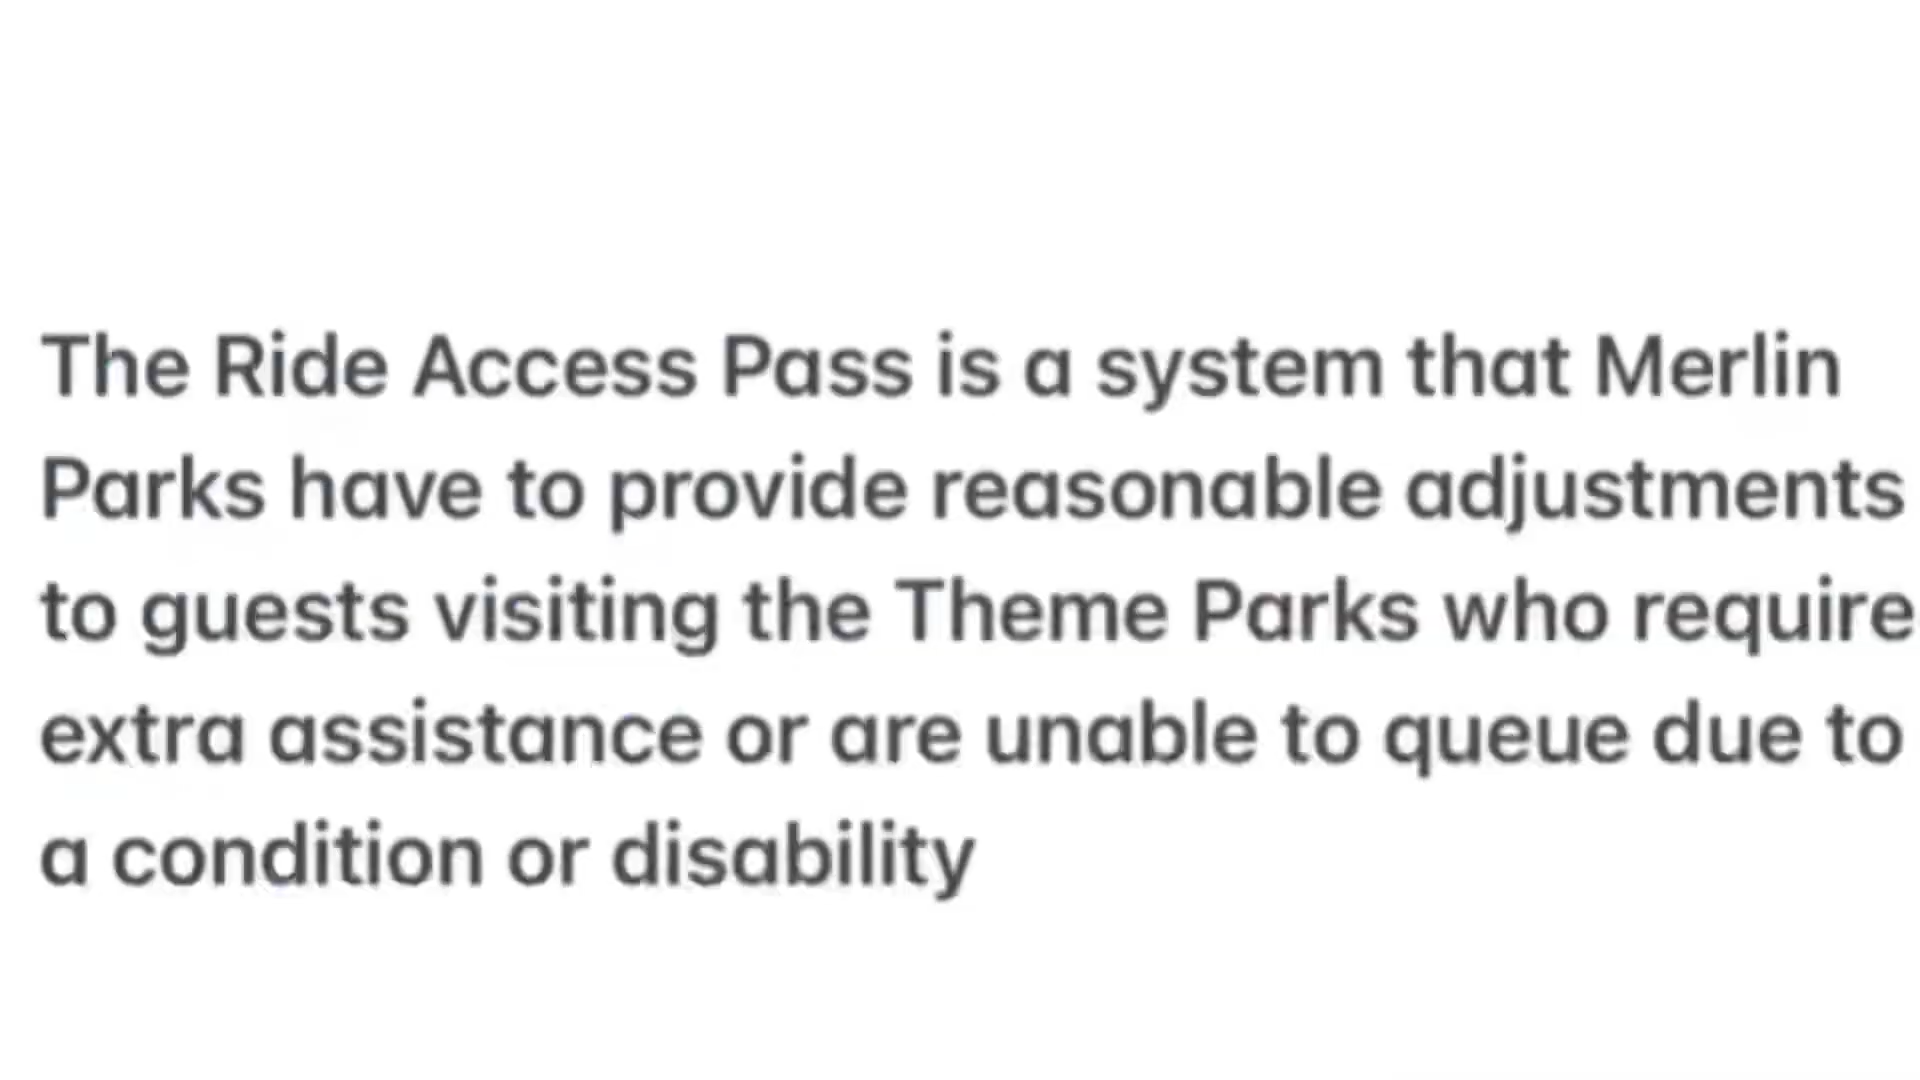 The Ride Access Pass is a system that Merlin
Parks have to provide reasonable adjustments
to guests visiting the Theme Parks who require
extra assistance or are unable to queue due to
a condition or disability